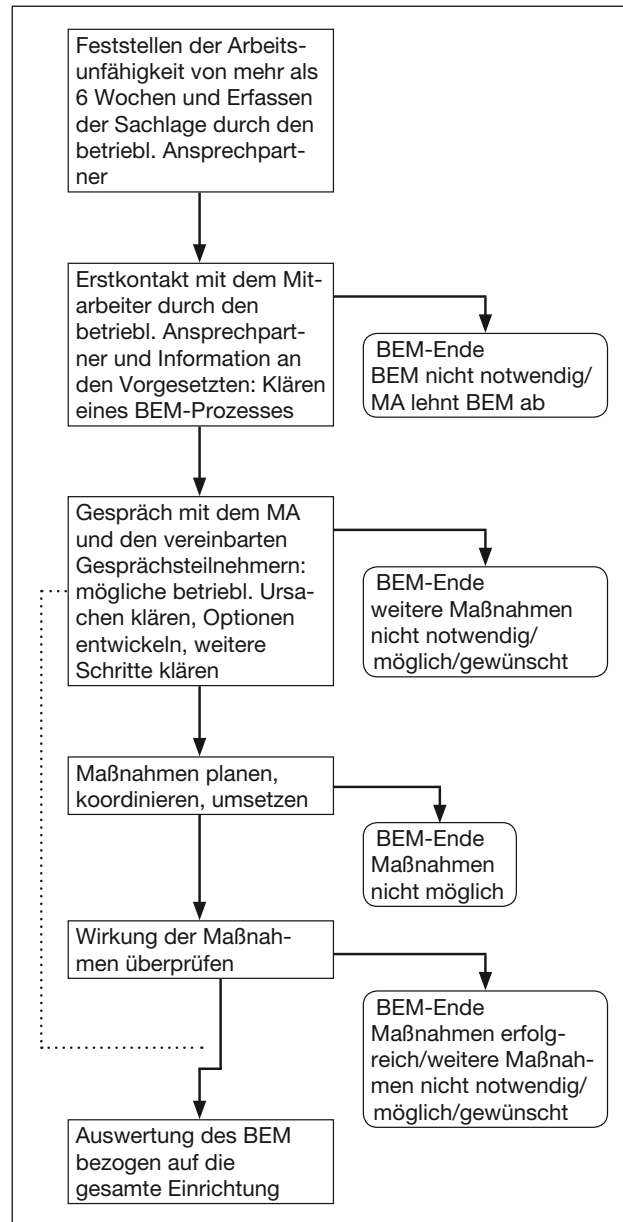 Feststellen der Arbeits-
unfähigkeit von mehr als
6 Wochen und Erfassen
der Sachlage durch den
betriebl. Ansprechpart-
ner
Erstkontakt mit dem Mit-
arbeiter durch den
betriebl. Ansprechpart-
ner und Information an
den Vorgesetzten: Klären
eines BEM-Prozesses
BEM-Ende
BEM nicht notwendig/
MA lehnt BEM ab
Gespräch mit dem MA
und den vereinbarten
Gesprächsteilnehmern:
mögliche betriebl. Ursa-
chen klären, Optionen
entwickeln, weitere
Schritte klären
BEM-Ende
weitere Maßnahmen
nicht notwendig/
möglich/gewünscht
Maßnahmen planen,
koordinieren, umsetzen
BEM-Ende
Maßnahmen
nicht möglich
Wirkung der Maßnah-
men überprüfen
BEM-Ende
Maßnahmen erfolg-
reich/weitere Maßnah-
men nicht notwendig/
möglich/gewünscht
Auswertung des BEM
bezogen auf die
gesamte Einrichtung